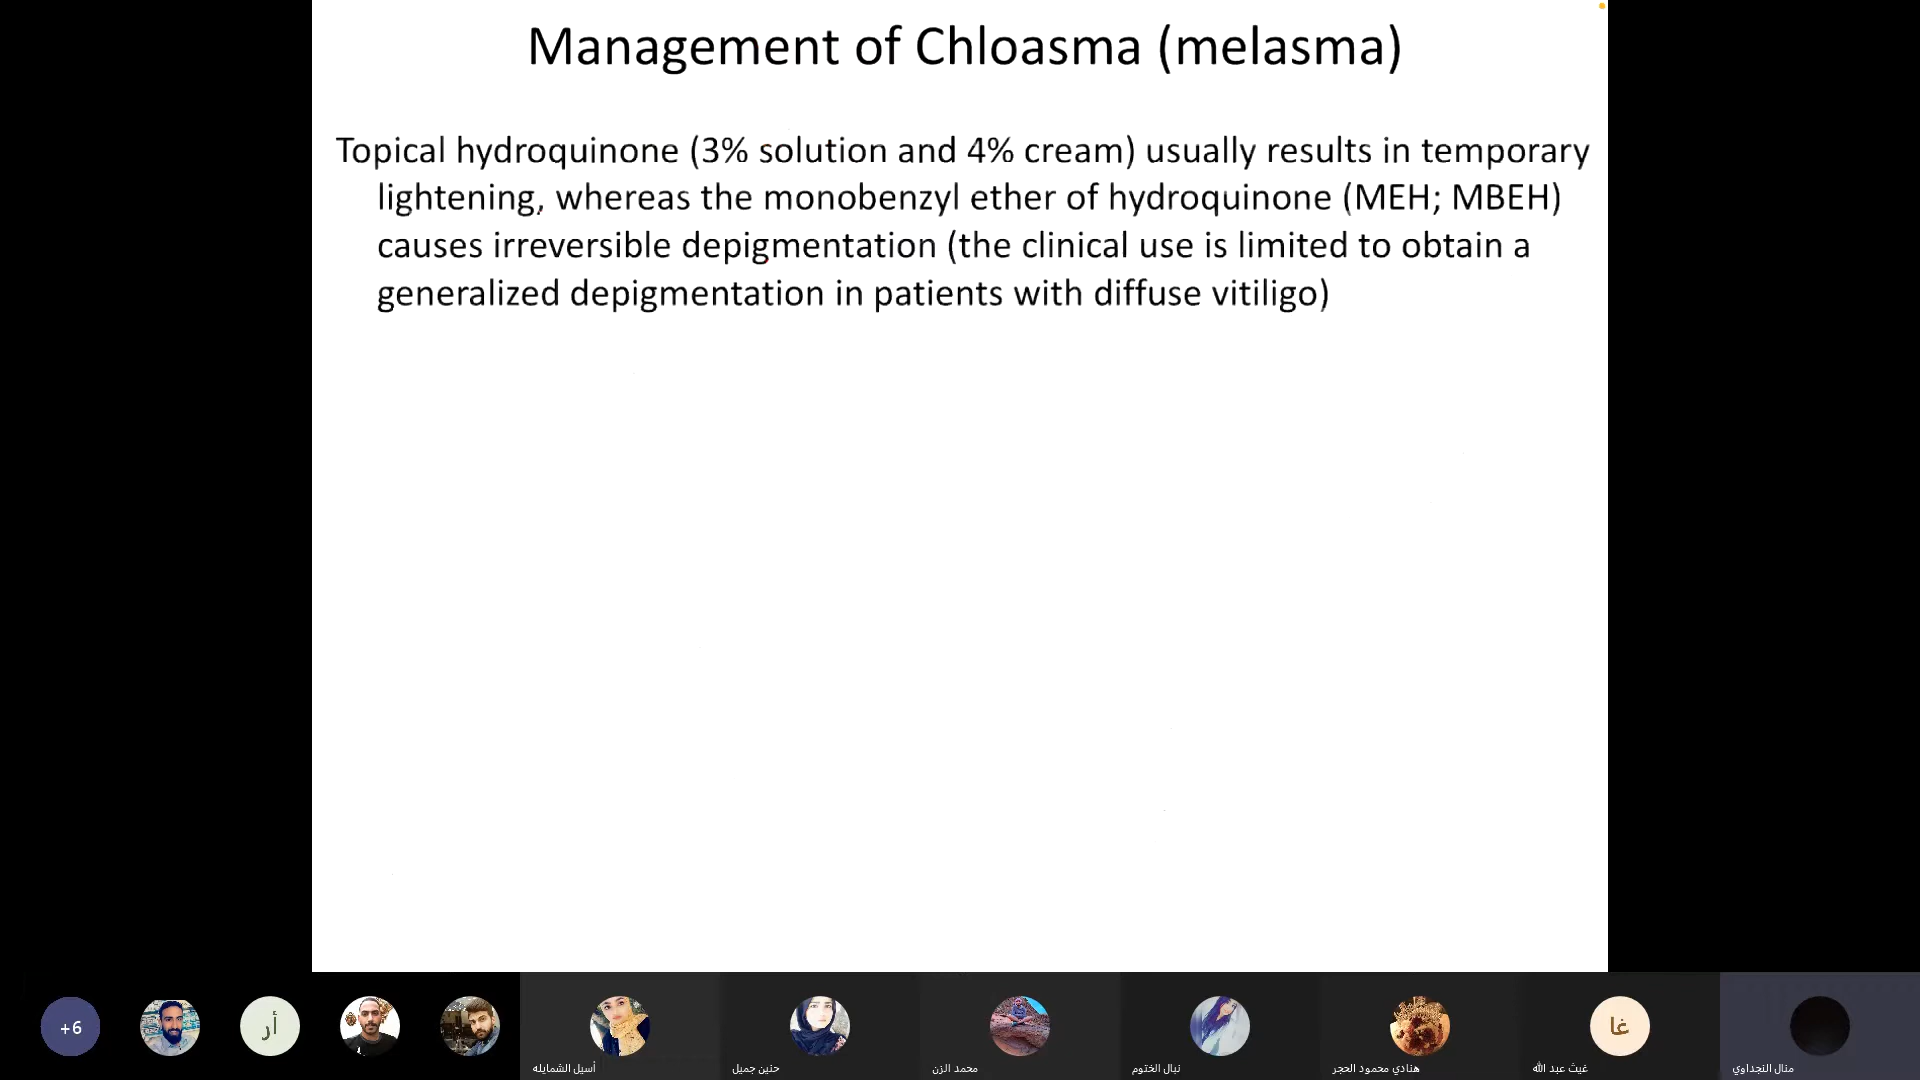 Management of Chloasma (melasma)
Topical hydroquinone (3% solution and 4% cream) usually results in temporary
lightening, whereas the monobenzyl ether of hydroquinone (MEH; MBEH)
causes irreversible depigmentation (the clinical use is limited to obtain a
generalized depigmentation in patients with diffuse vitiligo)
+6
أر
غا
أسيل الشمايله
حنين جميل
محمد الزن
نبال الختوم
هنادي محمود الحجر
غيث عبد الله
منال النجداوي